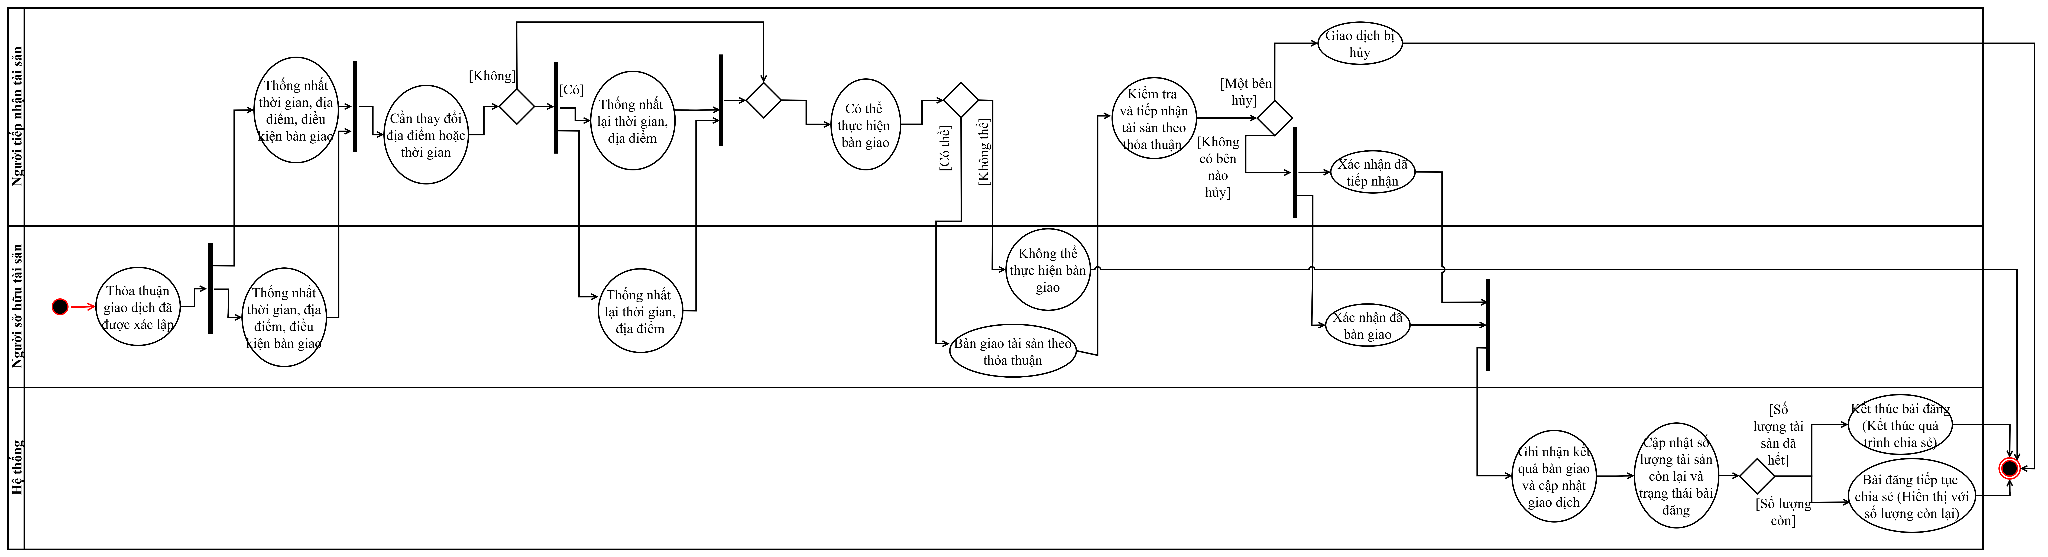 Người tiếp nhận tài sản
Thống nhất
thời gian, địa
điểm, điều
kiện bàn giao
Cần thay đổi
địa điểm hoặc
thời gian
[Không]
[Có]
Thống nhất
lại thời gian,
địa điểm
Có thể
thực hiện
bàn giao
[Có thể]
[Không thể]
Kiểm tra
và tiếp nhận
tài sản theo
thỏa thuận
[Một bên
hủy]
[Không
có bên
nào
hủy]
Giao dịch bị
hủy
Xác nhận đã
tiếp nhận
Người sở hữu tài sản
Thỏa thuận
giao dịch đã
được xác lập
Thống nhất
thời gian, địa
điểm, điều
kiện bàn giao
Thống nhất
lại thời gian,
địa điểm
Không thể
thực hiện bàn
giao
Bàn giao tài sản theo
thỏa thuận
Xác nhận đã
bàn giao
Hệ thống
Ghi nhận kết
quả bàn giao
và cập nhật
giao dịch
Cập nhật số
lượng tài sản
còn lại và
trạng thái bài
đăng
[Số
lượng tài
sản đã
hết]
[Số lượng
còn]
Kết thúc bài đăng
(Kết thúc quá
trình chia sẻ)
Bài đăng tiếp tục
chia sẻ (Hiển thị với
số lượng còn lại)